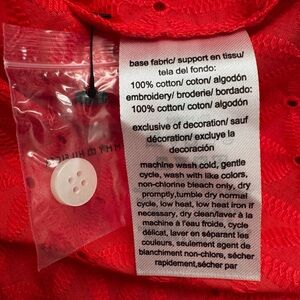 base fabric/ support en tissu/
tela del fondo:
100% cotton/ coton/ algodón
embroidery/ broderie/ bordado:
100% cotton/ coton/ algodón
exclusive of decoration/ sauf
décoration/ excluye la
decoración
machine wash cold, gentle
cycle, wash with like colors,
non-chlorine bleach only, dry
promptly,tumble dry normal
cycle, low heat, low heat iron if
necessary, dry clean/laver à la
machine à l'eau froide, cycle
délicat, laver en séparant les
couleurs, seulement agent de
blanchiment non-chlore, sécher
rapidement,sécher par